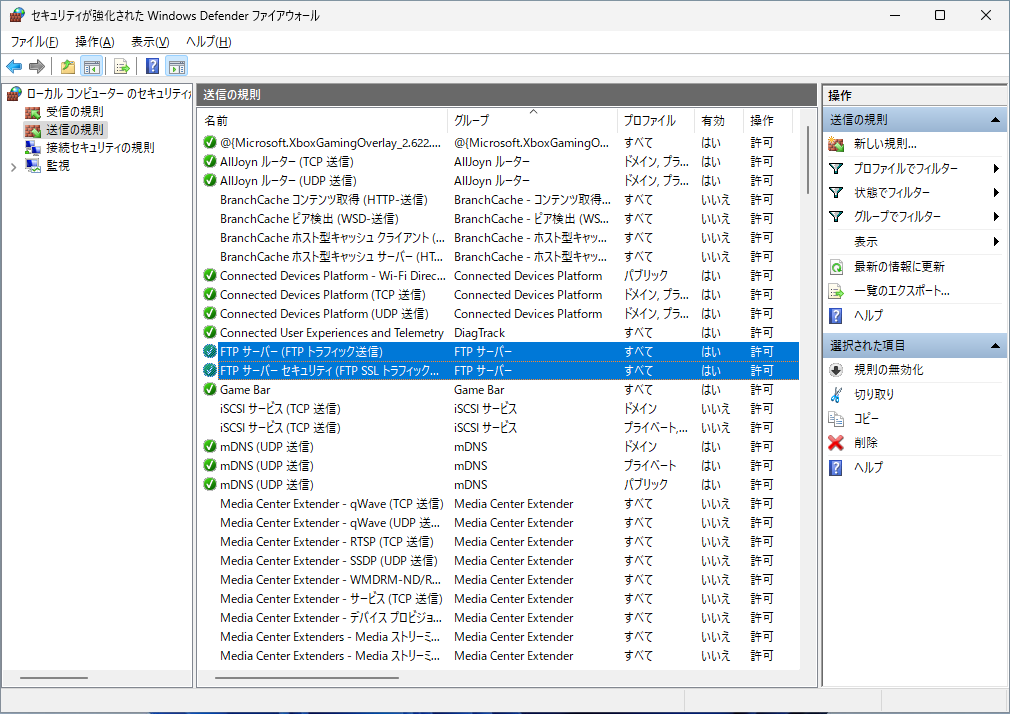 セキュリティが強化された Windows Defender ファイアウォール
ファイル(F) 操作(A) 表示(V) ヘルプ(H)
ローカル コンピューター のセキュリティが
受信の規則
送信の規則
接続セキュリティの規則
監視
送信の規則
名前 グループ プロファイル 有効 操作
@{Microsoft.XboxGamingOverlay_2.622.... @{Microsoft.XboxGamingO... すべて はい 許可
AllJoyn ルーター (TCP 送信) AllJoyn ルーター ドメイン, プラ... はい 許可
AllJoyn ルーター (UDP 送信) AllJoyn ルーター ドメイン, プラ... はい 許可
BranchCache コンテンツ取得 (HTTP-送信) BranchCache - コンテンツ取得... すべて いいえ 許可
BranchCache ピア検出 (WSD-送信) BranchCache - ピア検出 (WS... すべて いいえ 許可
BranchCache ホスト型キャッシュ クライアント (... BranchCache - ホスト型キャッ... すべて いいえ 許可
BranchCache ホスト型キャッシュ サーバー (HT... BranchCache - ホスト型キャッ... すべて いいえ 許可
Connected Devices Platform - Wi-Fi Direc... Connected Devices Platform パブリック はい 許可
Connected Devices Platform (TCP 送信) Connected Devices Platform ドメイン, プラ... はい 許可
Connected Devices Platform (UDP 送信) Connected Devices Platform ドメイン, プラ... はい 許可
Connected User Experiences and Telemetry DiagTrack すべて はい 許可
FTP サーバー (FTP トラフィック送信) FTP サーバー すべて はい 許可
FTP サーバー セキュリティ (FTP SSL トラフィック... FTP サーバー すべて はい 許可
Game Bar Game Bar すべて はい 許可
iSCSI サービス (TCP 送信) iSCSI サービス ドメイン いいえ 許可
iSCSI サービス (TCP 送信) iSCSI サービス プライベート,... いいえ 許可
mDNS (UDP 送信) mDNS ドメイン はい 許可
mDNS (UDP 送信) mDNS プライベート はい 許可
mDNS (UDP 送信) mDNS パブリック はい 許可
Media Center Extender - qWave (TCP 送信) Media Center Extender すべて いいえ 許可
Media Center Extender - qWave (UDP 送... Media Center Extender すべて いいえ 許可
Media Center Extender - RTSP (TCP 送信) Media Center Extender すべて いいえ 許可
Media Center Extender - SSDP (UDP 送信) Media Center Extender すべて いいえ 許可
Media Center Extender - WMDRM-ND/R... Media Center Extender すべて いいえ 許可
Media Center Extender - サービス (TCP 送信) Media Center Extender すべて いいえ 許可
Media Center Extender - デバイス プロビジョ... Media Center Extender すべて いいえ 許可
Media Center Extenders - Media ストリーミ... Media Center Extender すべて いいえ 許可
Media Center Extenders - Media ストリーミ... Media Center Extender すべて いいえ 許可
操作
送信の規則
新しい規則...
プロファイルでフィルター
状態でフィルター
グループでフィルター
表示
最新の情報に更新
一覧のエクスポート...
ヘルプ
選択された項目
規則の無効化
切り取り
コピー
削除
ヘルプ